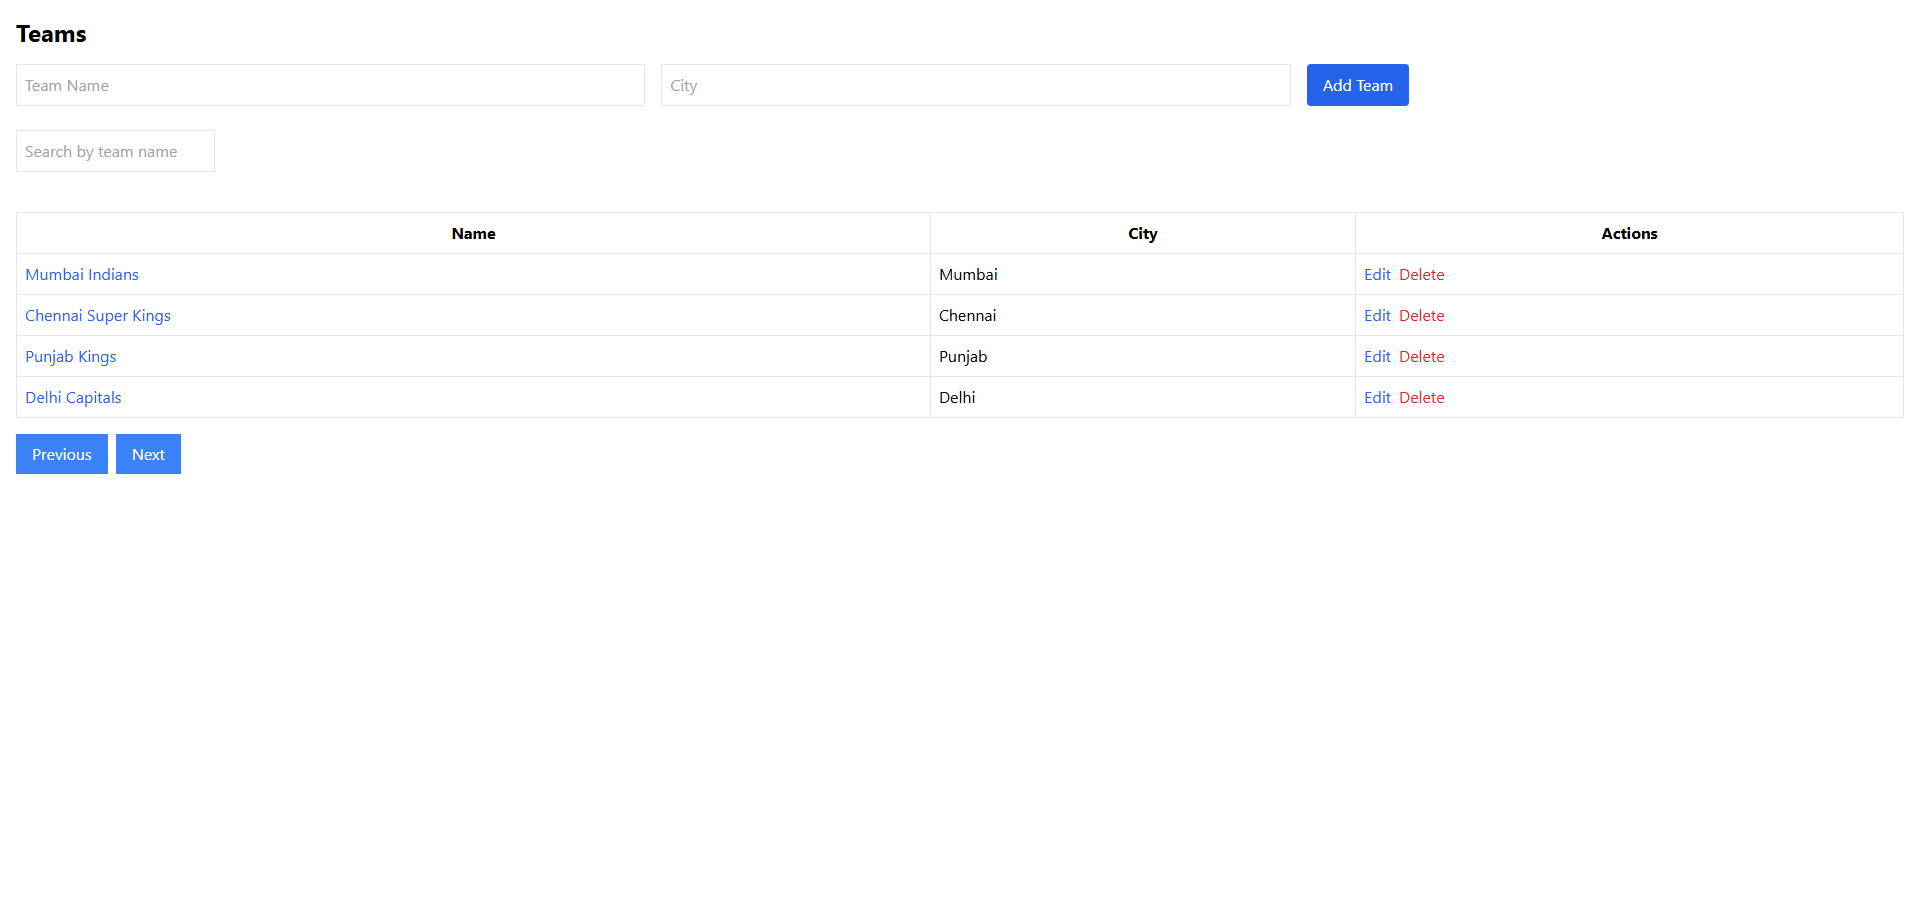 Teams
Team Name City Add Team
Search by team name
Name City Actions
Mumbai Indians Mumbai Edit Delete
Chennai Super Kings Chennai Edit Delete
Punjab Kings Punjab Edit Delete
Delhi Capitals Delhi Edit Delete
Previous Next